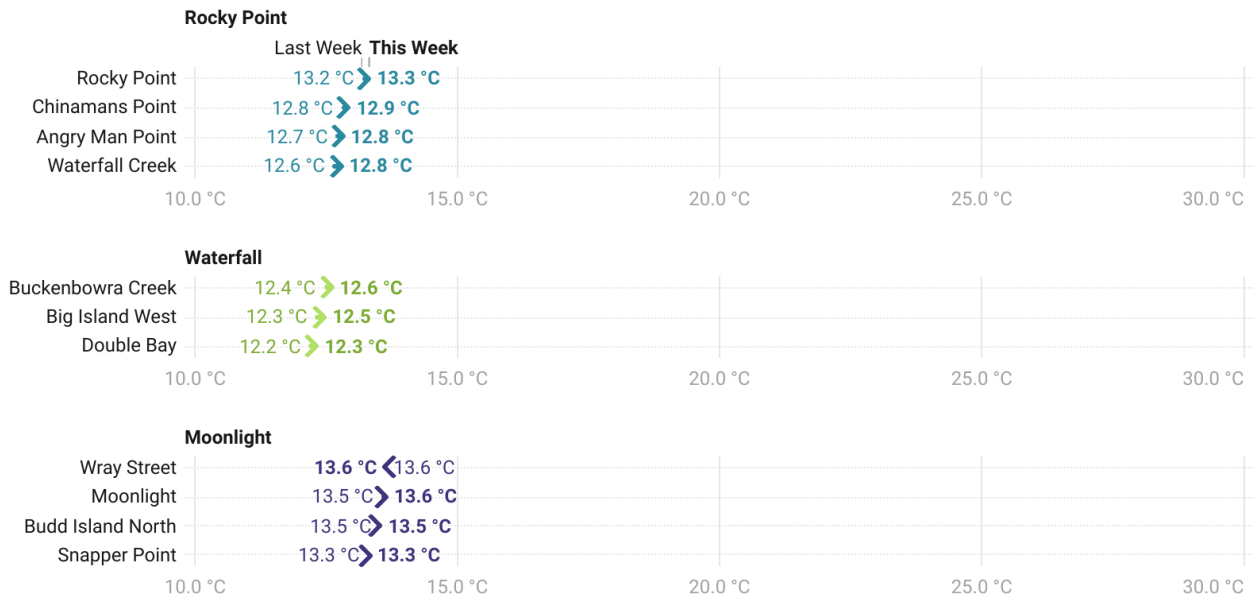 Rocky Point
Last Week This Week
Rocky Point 13.2 °C 13.3 °C
Chinamans Point 12.8 °C 12.9 °C
Angry Man Point 12.7 °C 12.8 °C
Waterfall Creek 12.6 °C 12.8 °C
10.0 °C 15.0 °C 20.0 °C 25.0 °C 30.0 °C
Waterfall
Buckenbowra Creek 12.4 °C 12.6 °C
Big Island West 12.3 °C 12.5 °C
Double Bay 12.2 °C 12.3 °C
10.0 °C 15.0 °C 20.0 °C 25.0 °C 30.0 °C
Moonlight
Wray Street 13.6 °C 13.6 °C
Moonlight 13.5 °C 13.6 °C
Budd Island North 13.5 °C 13.5 °C
Snapper Point 13.3 °C 13.3 °C
10.0 °C 15.0 °C 20.0 °C 25.0 °C 30.0 °C